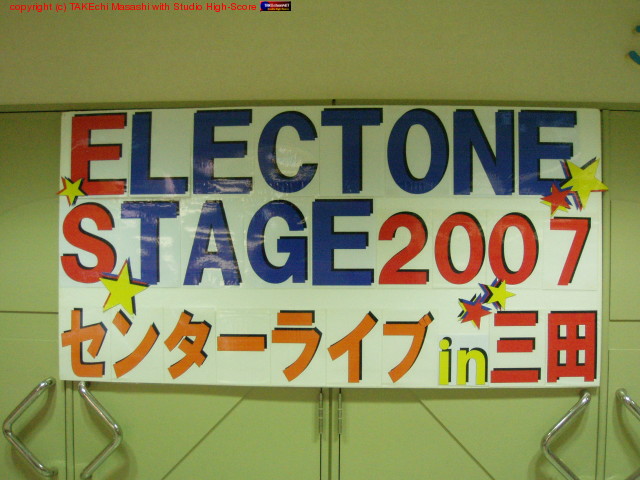 copyright (c) TAKEchi Masashi with Studio High-Score
ELECTONE
STAGE2007
センターライブin三田